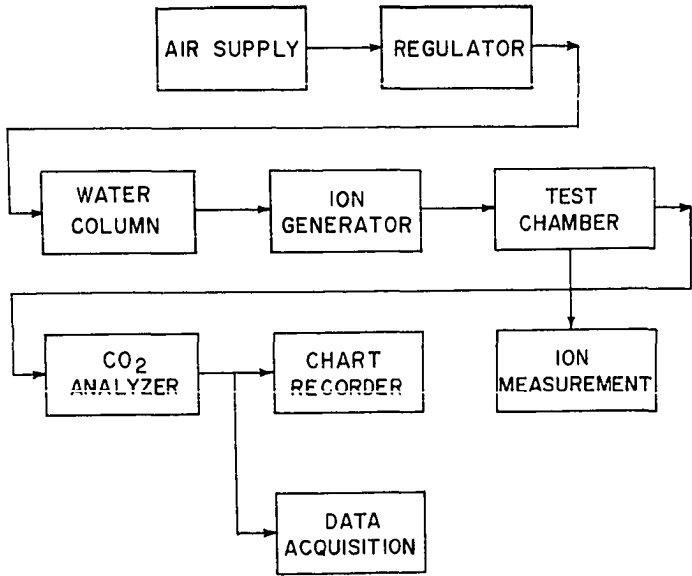 AIR SUPPLY
REGULATOR
WATER
COLUMN
ION
GENERATOR
TEST
CHAMBER
CO2
ANALYZER
CHART
RECORDER
ION
MEASUREMENT
DATA
ACQUISITION